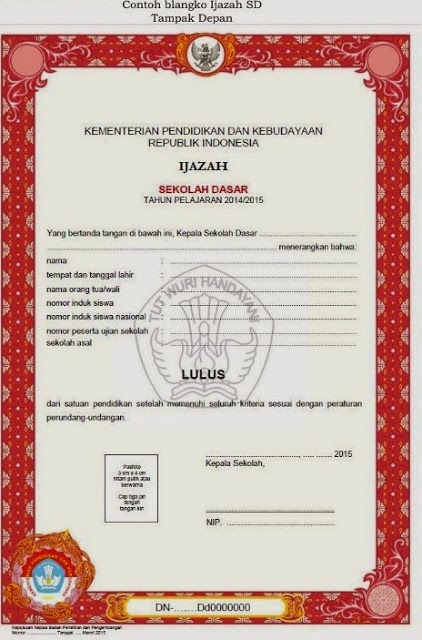 Contoh blangko Ijazah SD
Tampak Depan
KEMENTERIAN PENDIDIKAN DAN KEBUDAYAAN
REPUBLIK INDONESIA
IJAZAH
SEKOLAH DASAR
TAHUN PELAJARAN 2014/2015
Yang bertanda tangan di bawah ini, Kepala Sekolah Dasar ................................
................................................................................ menerangkan bahwa:
nama :
tempat dan tanggal lahir :
nama orang tua/wali :
nomor induk siswa :
nomor induk siswa nasional :
nomor peserta ujian sekolah :
sekolah asal :
TUT WURI HANDAYANI
LULUS
dari satuan pendidikan setelah memenuhi seluruh kriteria sesuai dengan peraturan
perundang-undangan.
..............................., ..... ........ 2015
Kepala Sekolah,
Pasfoto
3 cm x 4 cm
hitam putih atau
berwarna
Cap tiga jari
tengah
tangan kiri
NIP. ....................................
DN-........Dd0000000
Keputusan Kepala Badan Penelitian dan Pengembangan
Nomor .................. Tanggal .... Maret 2015